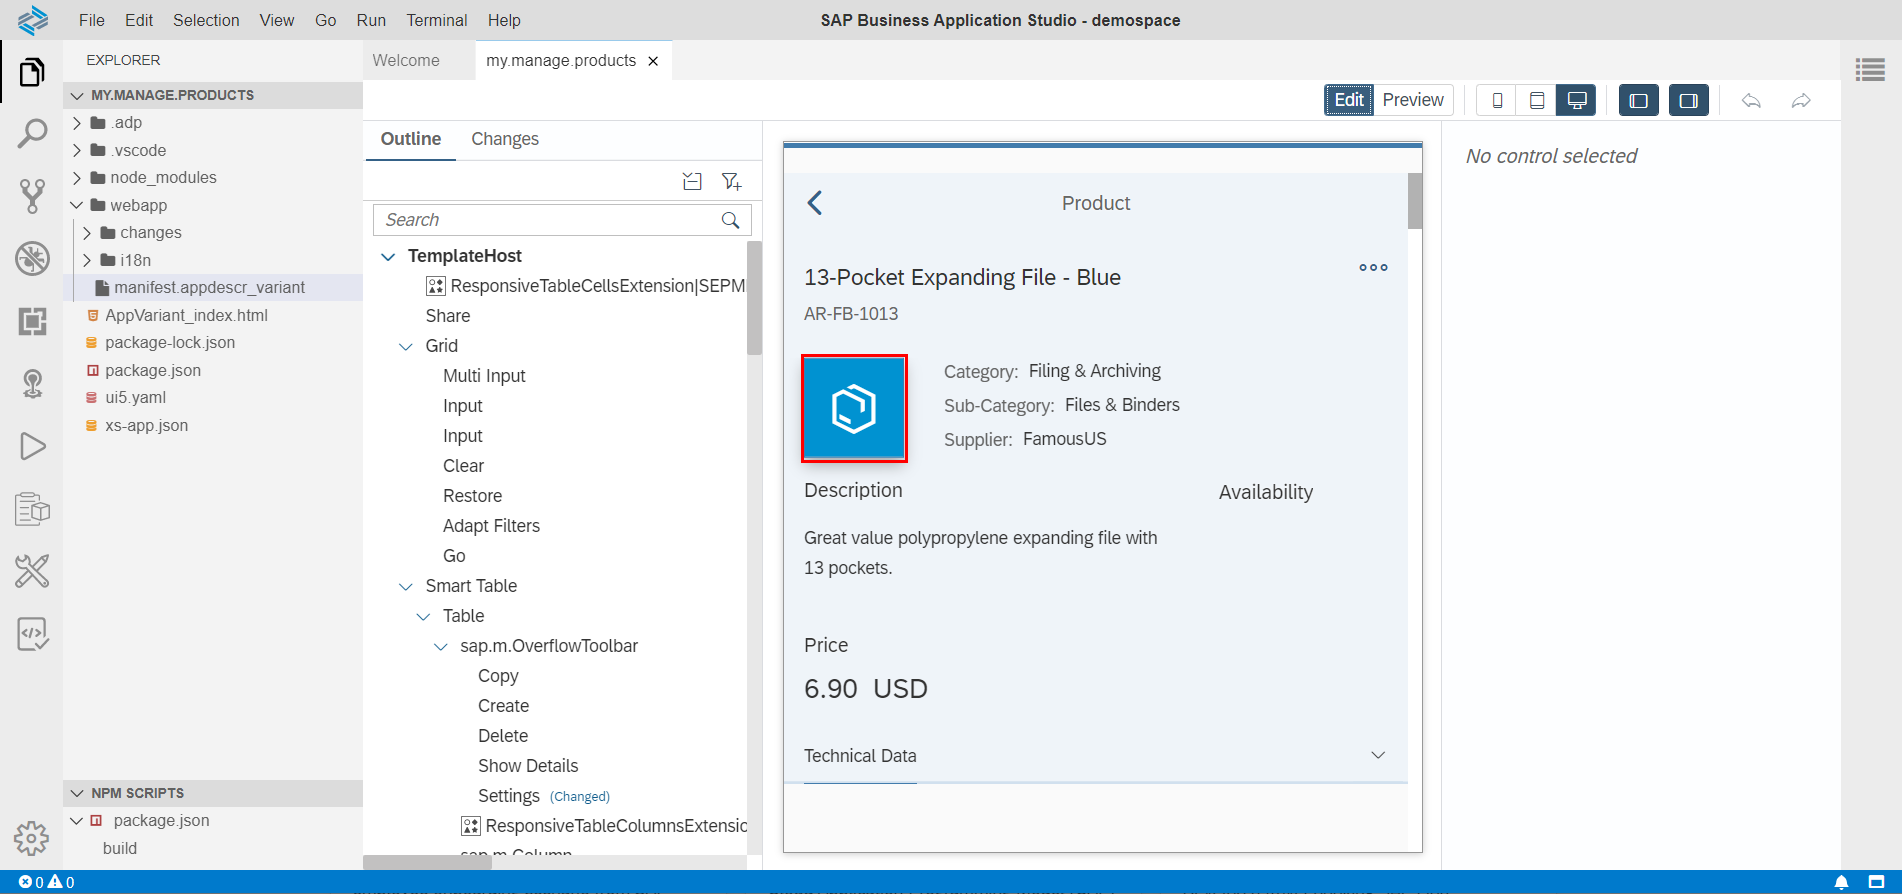 File Edit Selection View Go Run Terminal Help
SAP Business Application Studio - demospace
EXPLORER
MY.MANAGE.PRODUCTS
.adp
.vscode
node_modules
webapp
changes
i18n
manifest.appdescr_variant
AppVariant_index.html
package-lock.json
package.json
ui5.yaml
xs-app.json
NPM SCRIPTS
package.json
build
Welcome my.manage.products
Edit Preview
Outline Changes
Search
TemplateHost
ResponsiveTableCellsExtension|SEPM
Share
Grid
Multi Input
Input
Input
Clear
Restore
Adapt Filters
Go
Smart Table
Table
sap.m.OverflowToolbar
Copy
Create
Delete
Show Details
Settings (Changed)
ResponsiveTableColumnsExtensio
sap.m.Column
Product
13-Pocket Expanding File - Blue
AR-FB-1013
Category: Filing & Archiving
Sub-Category: Files & Binders
Supplier: FamousUS
Description
Availability
Great value polypropylene expanding file with
13 pockets.
Price
6.90 USD
Technical Data
No control selected
0 0